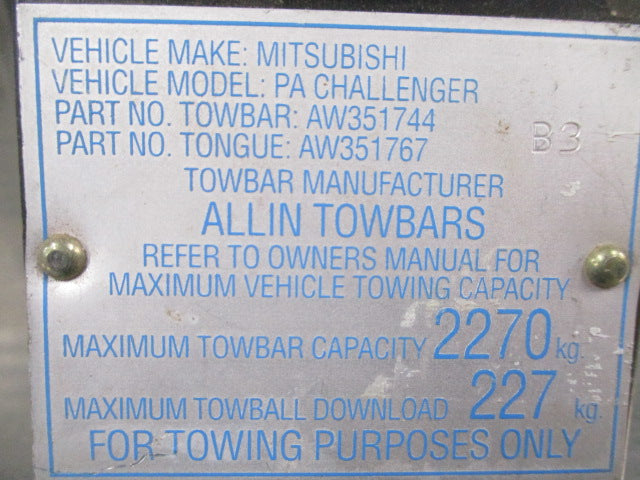 VEHICLE MAKE: MITSUBISHI
VEHICLE MODEL: PA CHALLENGER
PART NO. TOWBAR: AW351744
PART NO. TONGUE: AW351767
B3
TOWBAR MANUFACTURER
ALLIN TOWBARS
REFER TO OWNERS MANUAL FOR
MAXIMUM VEHICLE TOWING CAPACITY
MAXIMUM TOWBAR CAPACITY 2270 kg.
MAXIMUM TOWBALL DOWNLOAD 227 kg.
FOR TOWING PURPOSES ONLY